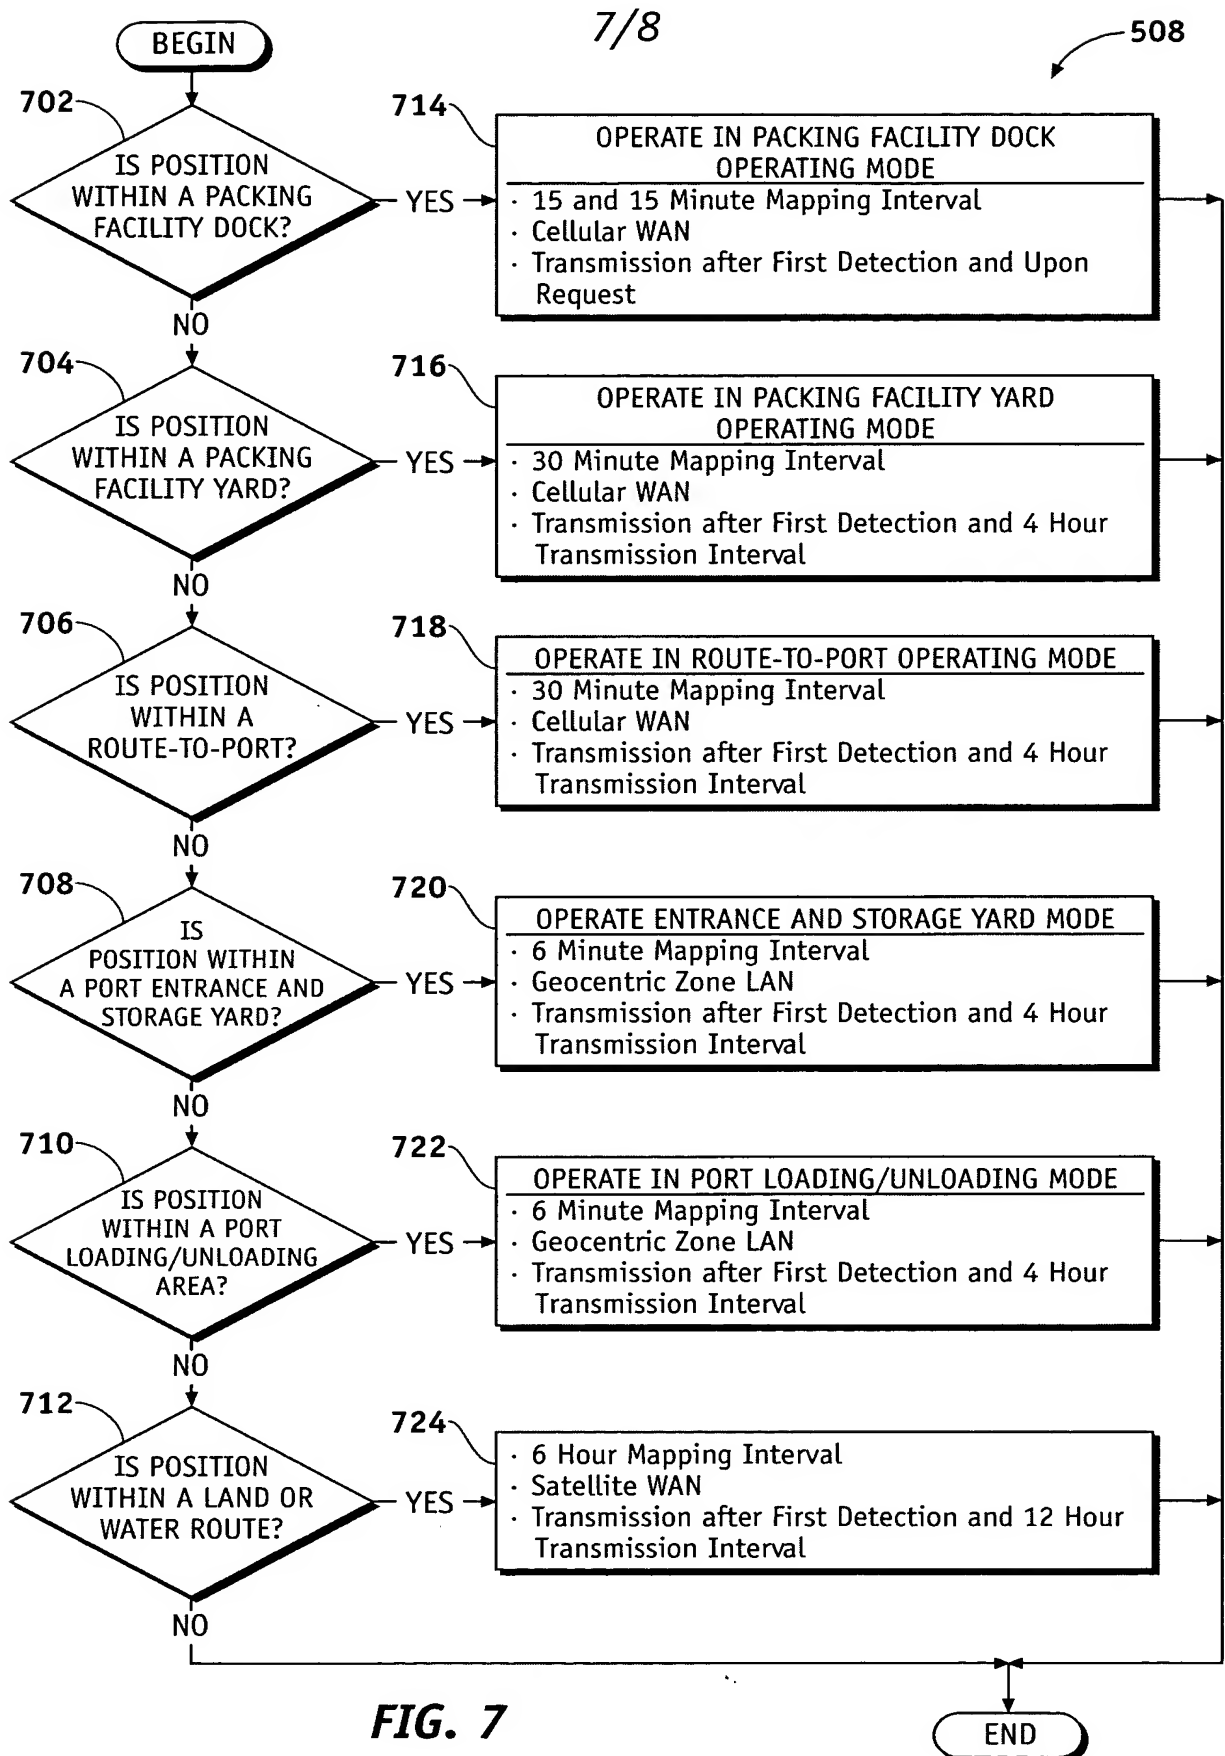 7/8
508
BEGIN
702
IS POSITION
WITHIN A PACKING
FACILITY DOCK?
YES
NO
714
OPERATE IN PACKING FACILITY DOCK
OPERATING MODE
· 15 and 15 Minute Mapping Interval
· Cellular WAN
· Transmission after First Detection and Upon
Request
704
IS POSITION
WITHIN A PACKING
FACILITY YARD?
YES
NO
716
OPERATE IN PACKING FACILITY YARD
OPERATING MODE
· 30 Minute Mapping Interval
· Cellular WAN
· Transmission after First Detection and 4 Hour
Transmission Interval
706
IS POSITION
WITHIN A
ROUTE-TO-PORT?
YES
NO
718
OPERATE IN ROUTE-TO-PORT OPERATING MODE
· 30 Minute Mapping Interval
· Cellular WAN
· Transmission after First Detection and 4 Hour
Transmission Interval
708
IS
POSITION WITHIN
A PORT ENTRANCE AND
STORAGE YARD?
YES
NO
720
OPERATE ENTRANCE AND STORAGE YARD MODE
· 6 Minute Mapping Interval
· Geocentric Zone LAN
· Transmission after First Detection and 4 Hour
Transmission Interval
710
IS POSITION
WITHIN A PORT
LOADING/UNLOADING
AREA?
YES
NO
722
OPERATE IN PORT LOADING/UNLOADING MODE
· 6 Minute Mapping Interval
· Geocentric Zone LAN
· Transmission after First Detection and 4 Hour
Transmission Interval
712
IS POSITION
WITHIN A LAND OR
WATER ROUTE?
YES
NO
724
· 6 Hour Mapping Interval
· Satellite WAN
· Transmission after First Detection and 12 Hour
Transmission Interval
FIG. 7
END